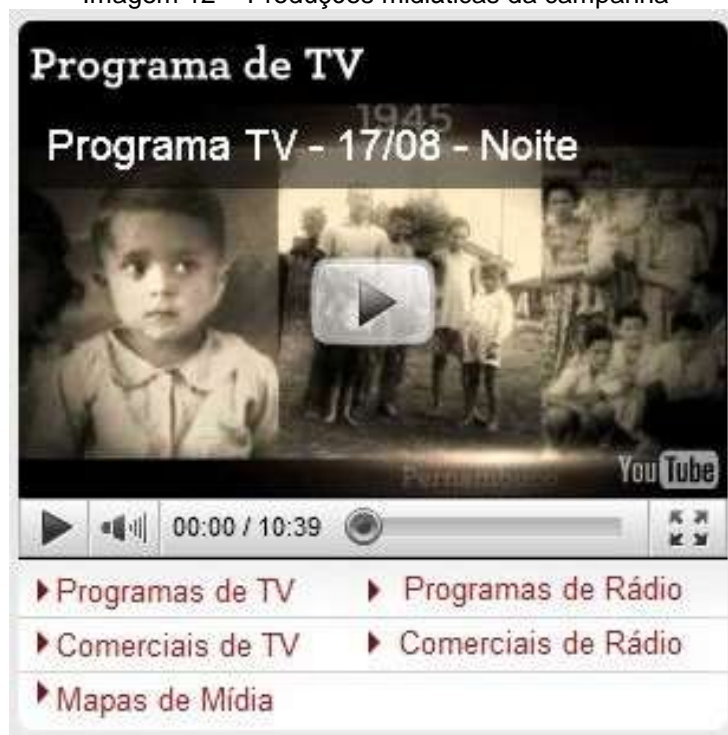 Imagem 12 – Produções midiáticas da campanha
Programa de TV
1945
Programa TV - 17/08 - Noite
Pernambuco
YouTube
00:00 / 10:39
Programas de TV
Programas de Rádio
Comerciais de TV
Comerciais de Rádio
Mapas de Mídia